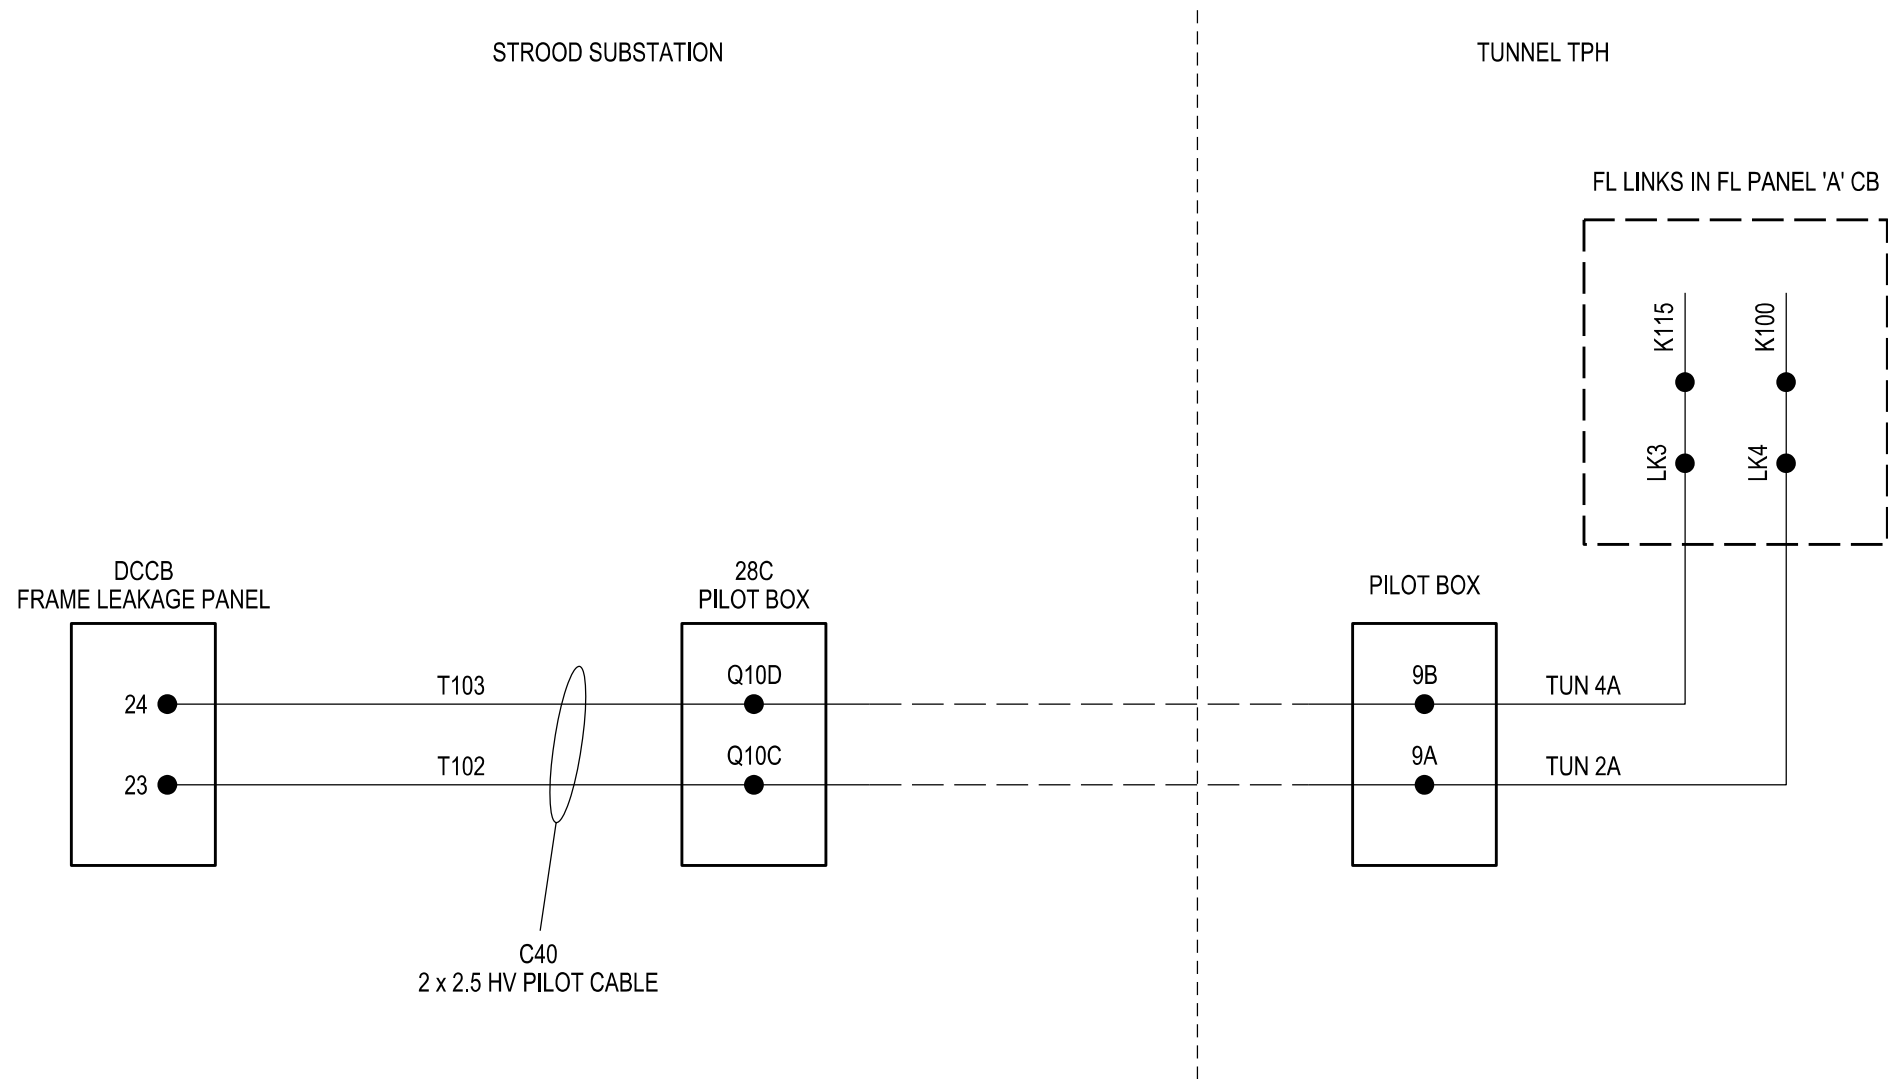 STROOD SUBSTATION
TUNNEL TPH
FL LINKS IN FL PANEL 'A' CB
K115
K100
LK3
LK4
DCCB
FRAME LEAKAGE PANEL
28C
PILOT BOX
PILOT BOX
24
T103
Q10D
9B
TUN 4A
23
T102
Q10C
9A
TUN 2A
C40
2 x 2.5 HV PILOT CABLE